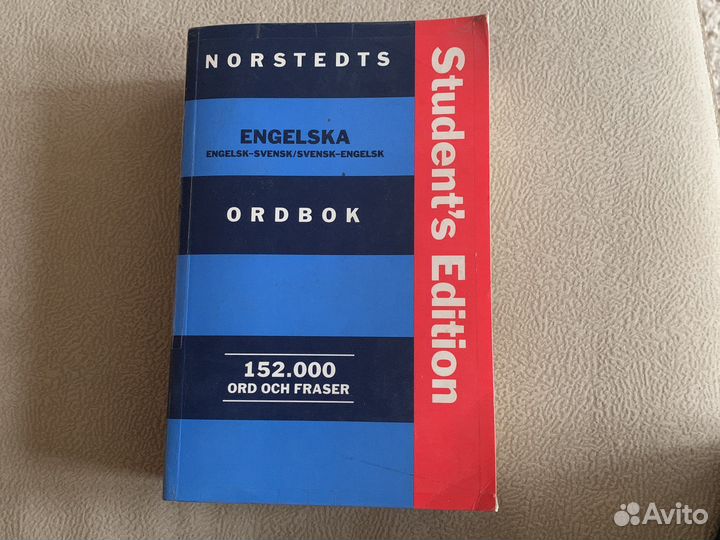 NORSTEDTS
ENGELSKA
ENGELSK–SVENSK/SVENSK–ENGELSK
ORDBOK
152.000
ORD OCH FRASER
Student's Edition
Avito